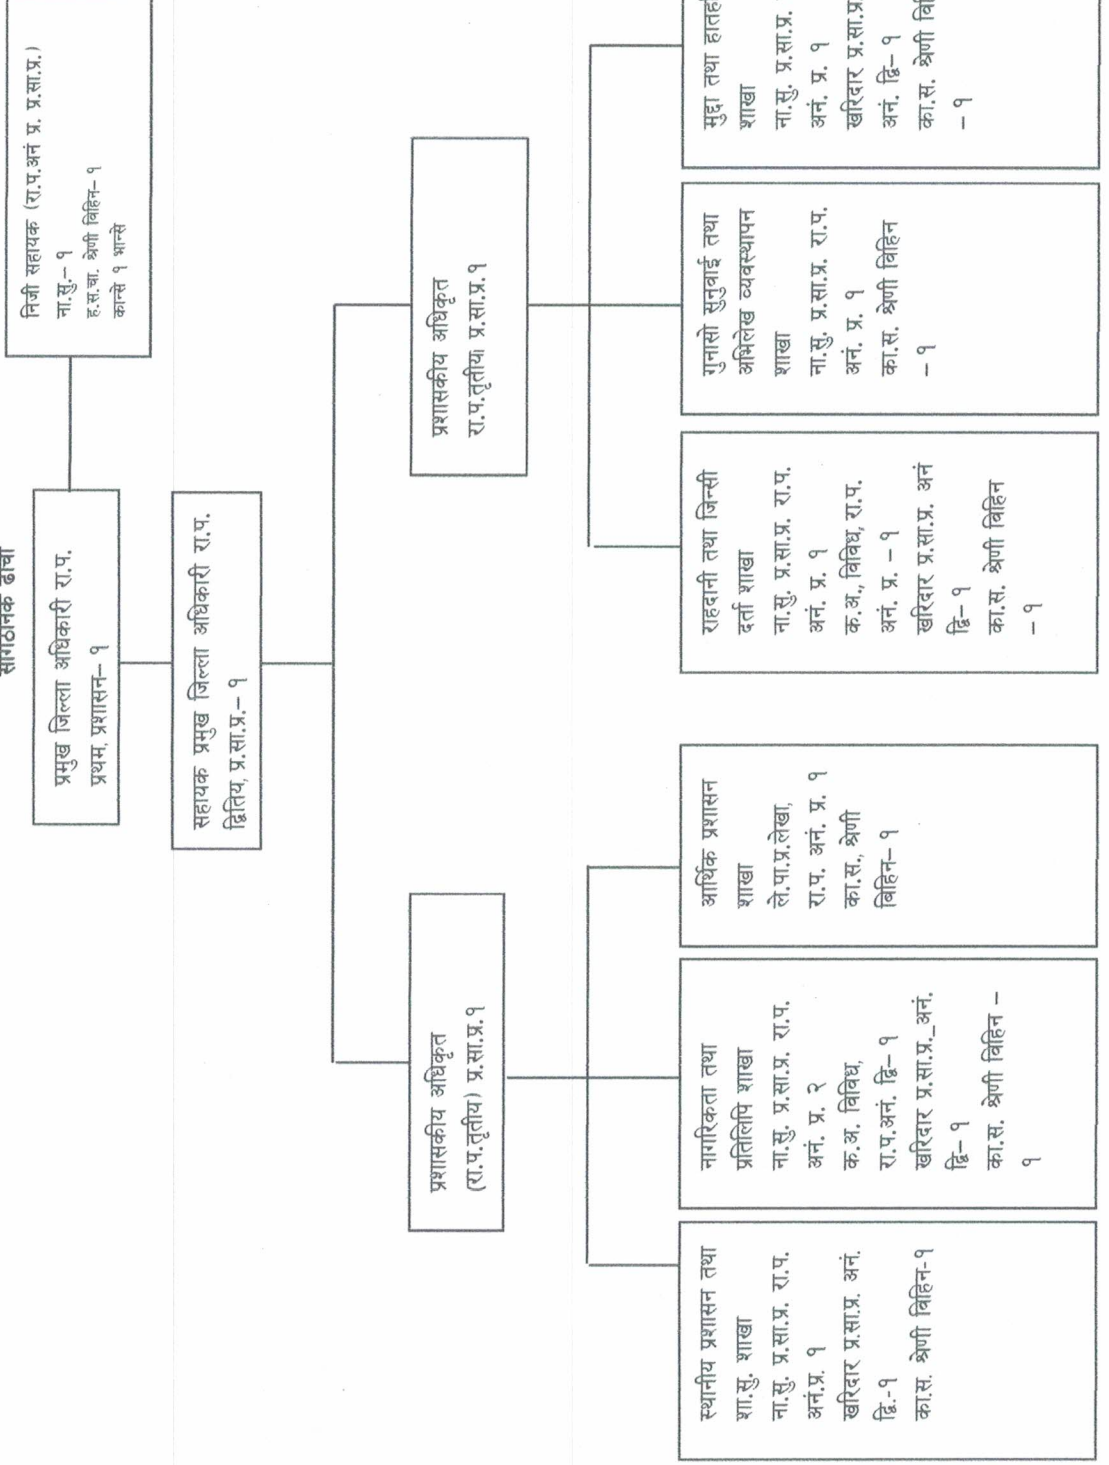 सांगठानिक ढाँचा
प्रमुख जिल्ला अधिकारी रा.प.
प्रथम, प्रशासन– १
निजी सहायक (रा.प.अनं प्र. प्र.सा.प्र.)
ना.सु.– १
ह.स.चा. श्रेणी विहिन– १
कान्से १ भान्से
सहायक प्रमुख जिल्ला अधिकारी रा.प.
द्वितिय, प्र.सा.प्र.– १
प्रशासकीय अधिकृत
(रा.प.तृतीय) प्र.सा.प्र.१
प्रशासकीय अधिकृत
रा.प.तृतीया प्र.सा.प्र.१
स्थानीय प्रशासन तथा
शा.सु. शाखा
ना.सु. प्र.सा.प्र. रा.प.
अनं.प्र. १
खरिदार प्र.सा.प्र. अनं.
द्वि.-१
का.स. श्रेणी विहिन-१
नागरिकता तथा
प्रतिलिपि शाखा
ना.सु. प्र.सा.प्र. रा.प.
अनं. प्र. २
क.अ. विविध,
रा.प.अनं. द्वि– १
खरिदार प्र.सा.प्र._अनं.
द्वि– १
का.स. श्रेणी विहिन –
१
आर्थिक प्रशासन
शाखा
ले.पा.प्र.लेखा,
रा.प. अनं. प्र. १
का.स., श्रेणी
विहिन– १
राहदानी तथा जिन्सी
दर्ता शाखा
ना.सु. प्र.सा.प्र. रा.प.
अनं. प्र. १
क.अ., विविध, रा.प.
अनं. प्र. – १
खरिदार प्र.सा.प्र. अनं
द्वि– १
का.स. श्रेणी विहिन
– १
गुनासो सुनुवाई तथा
अभिलेख व्यवस्थापन
शाखा
ना.सु. प्र.सा.प्र. रा.प.
अनं. प्र. १
का.स. श्रेणी विहिन
– १
मुद्दा तथा
शाखा
ना.सु. प्र.सा.प्र.
अनं. प्र. १
खरिदार प्र.सा.प्र
अनं. द्वि– १
का.स. श्रेणी
– १